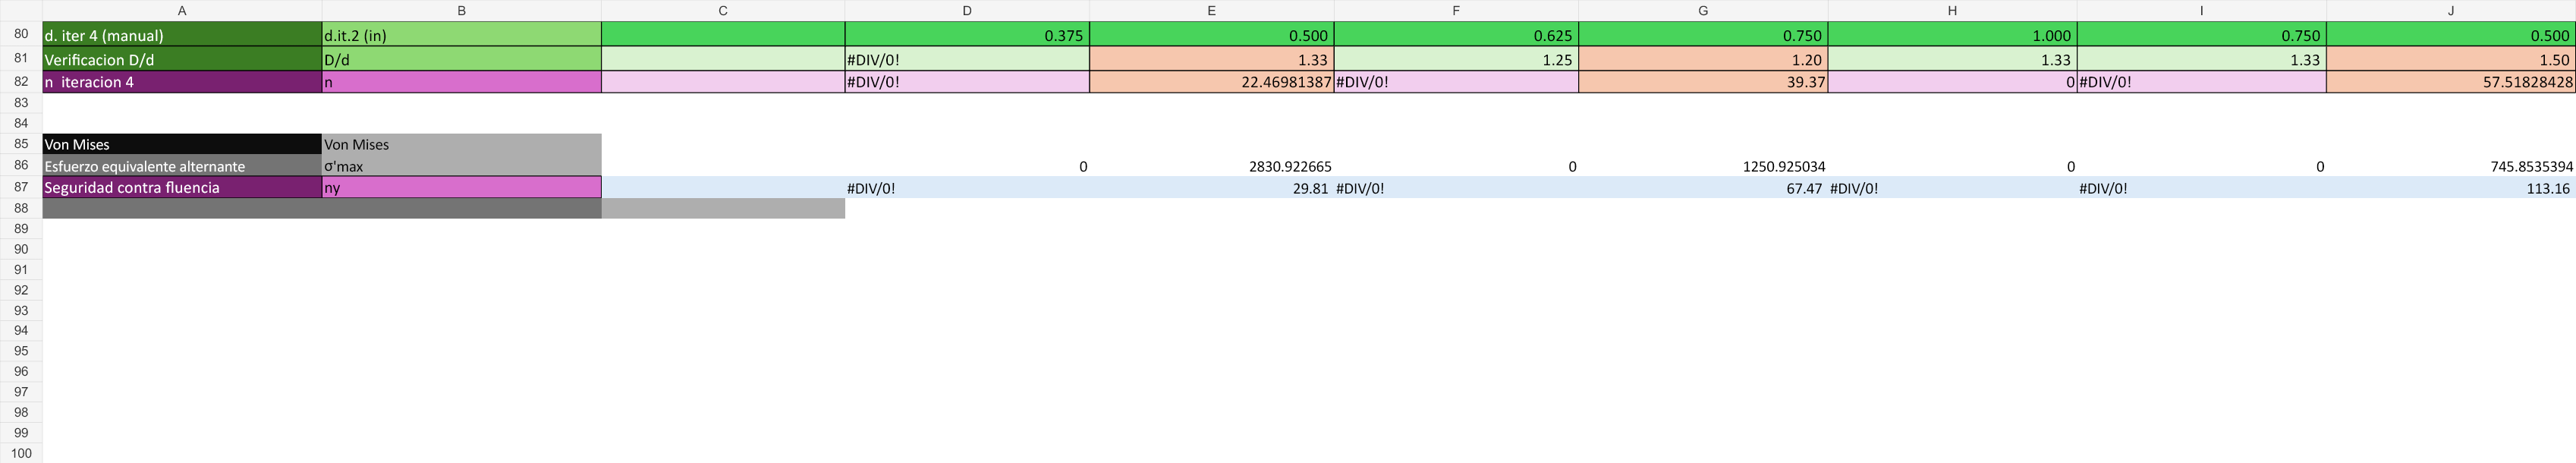 A B C D E F G H I J
80 d. iter 4 (manual) d.it.2 (in) 0.375 0.500 0.625 0.750 1.000 0.750 0.500
81 Verificacion D/d D/d #DIV/0! 1.33 1.25 1.20 1.33 1.33 1.50
82 n  iteracion 4 n #DIV/0! 22.46981387 #DIV/0! 39.37 0 #DIV/0! 57.51828428
83
84
85 Von Mises Von Mises
86 Esfuerzo equivalente alternante σ'max 0 2830.922665 0 1250.925034 0 0 745.8535394
87 Seguridad contra fluencia ny #DIV/0! 29.81 #DIV/0! 67.47 #DIV/0! #DIV/0! 113.16
88
89
90
91
92
93
94
95
96
97
98
99
100